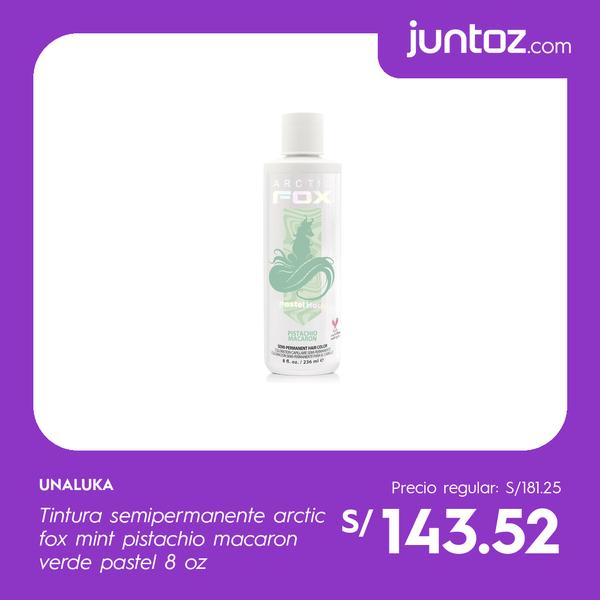 juntoz.com
ARCTIC
FOX
Pastel Hour
PISTACHIO
MACARON
SEMI-PERMANENT HAIR COLOR
8 fl. oz. / 236 ml
UNALUKA
Tintura semipermanente arctic
fox mint pistachio macaron
verde pastel 8 oz
Precio regular: S/181.25
S/ 143.52